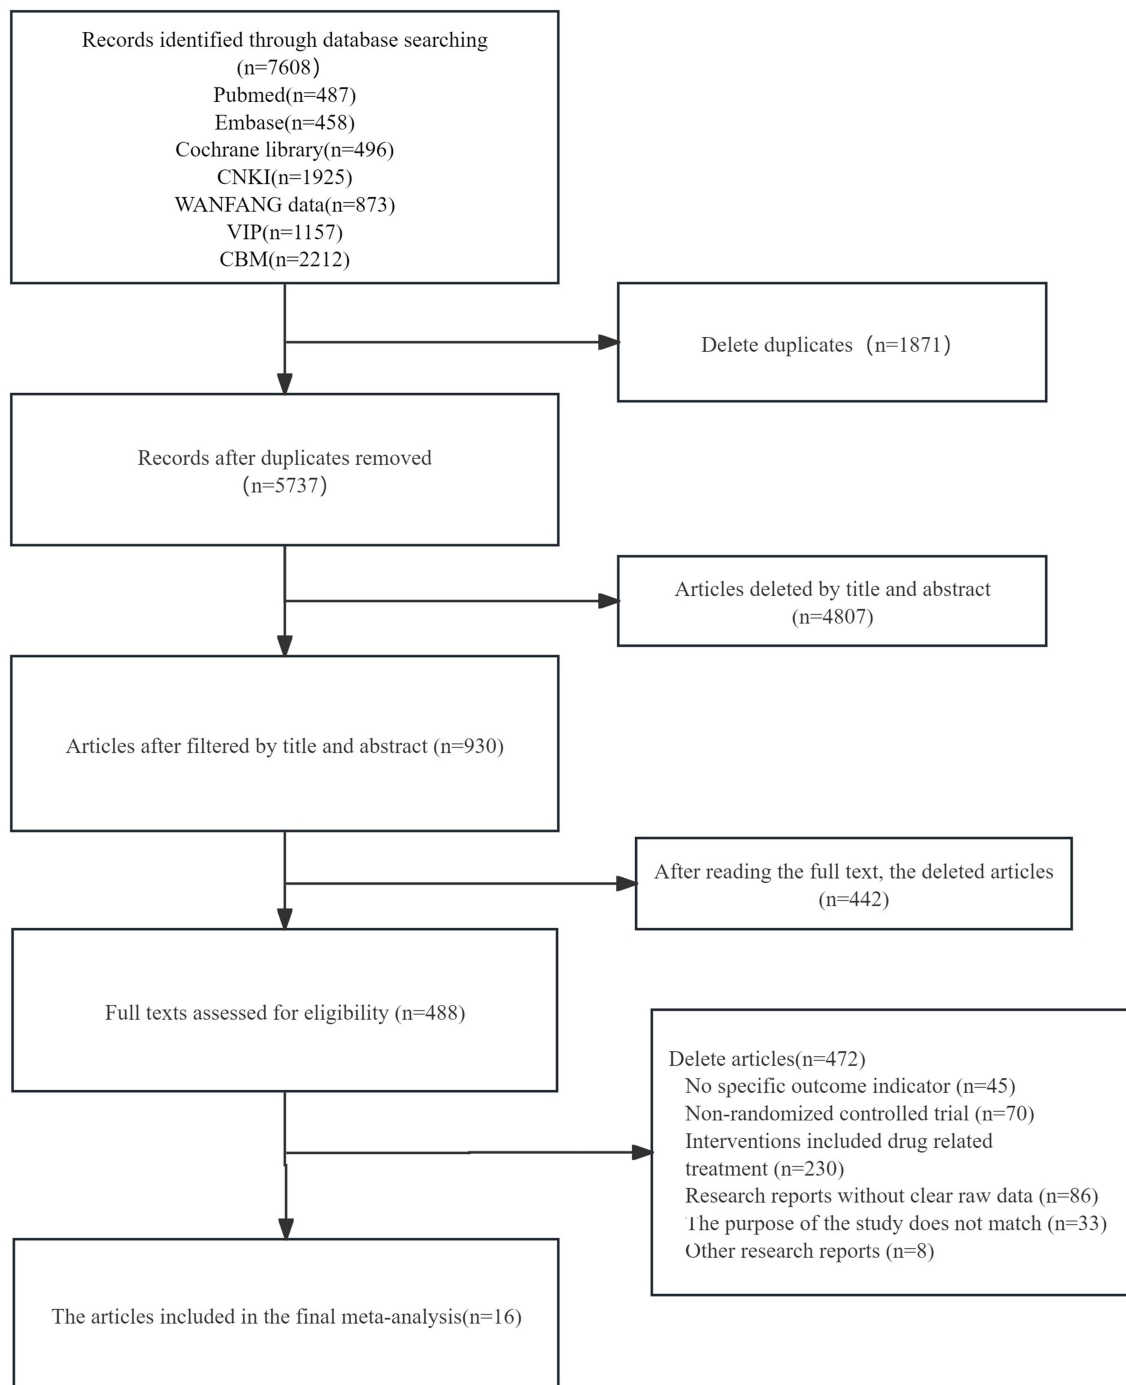 Records identified through database searching
(n=7608）
Pubmed(n=487)
Embase(n=458)
Cochrane library(n=496)
CNKI(n=1925)
WANFANG data(n=873)
VIP(n=1157)
CBM(n=2212)
Delete duplicates（n=1871）
Records after duplicates removed
（n=5737）
Articles deleted by title and abstract
(n=4807)
Articles after filtered by title and abstract (n=930)
After reading the full text, the deleted articles
(n=442)
Full texts assessed for eligibility (n=488)
Delete articles(n=472)
No specific outcome indicator (n=45)
Non-randomized controlled trial (n=70)
Interventions included drug related
treatment (n=230)
Research reports without clear raw data (n=86)
The purpose of the study does not match (n=33)
Other research reports (n=8)
The articles included in the final meta-analysis(n=16)